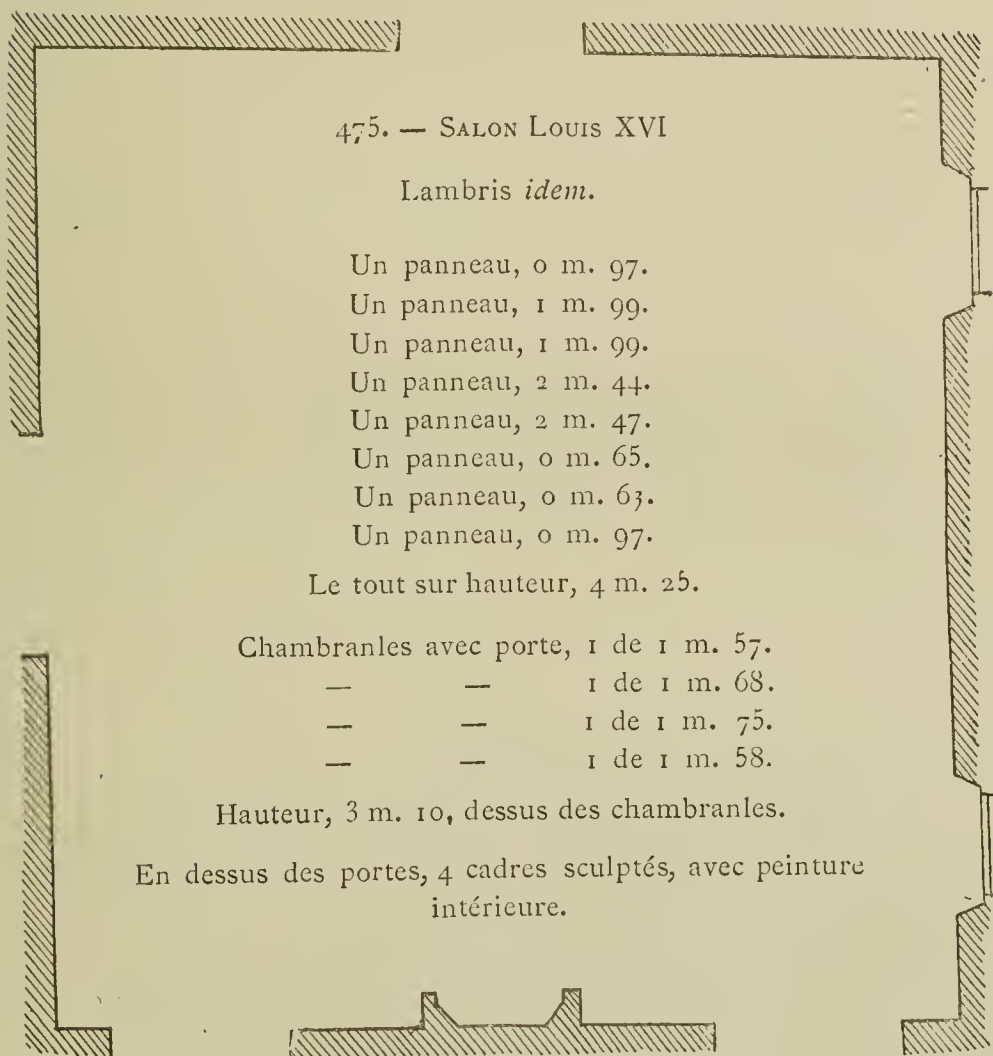 475. — SALON LOUIS XVI
Lambris idem.
Un panneau, 0 m. 97.
Un panneau, 1 m. 99.
Un panneau, 1 m. 99.
Un panneau, 2 m. 44.
Un panneau, 2 m. 47.
Un panneau, 0 m. 65.
Un panneau, 0 m. 63.
Un panneau, 0 m. 97.
Le tout sur hauteur, 4 m. 25.
Chambranles avec porte, 1 de 1 m. 57.
— — 1 de 1 m. 68.
— — 1 de 1 m. 75.
— — 1 de 1 m. 58.
Hauteur, 3 m. 10, dessus des chambranles.
En dessus des portes, 4 cadres sculptés, avec peinture
intérieure.